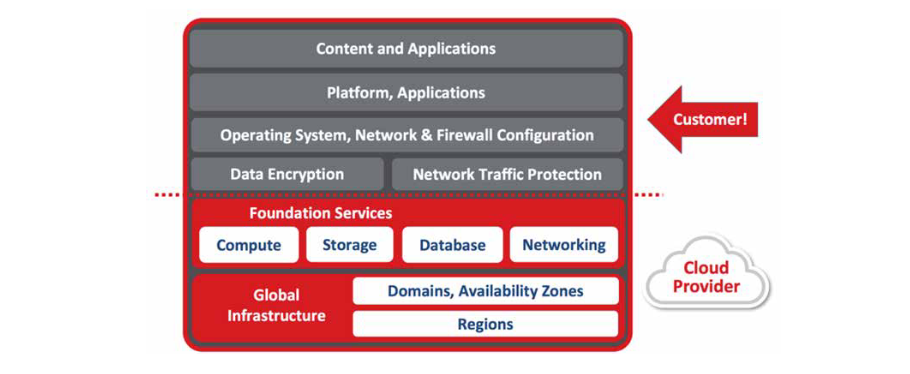 Content and Applications
Platform, Applications
Customer!
Operating System, Network & Firewall Configuration
Data Encryption
Network Traffic Protection
Foundation Services
Compute
Storage
Database
Networking
Cloud
Provider
Global
Infrastructure
Domains, Availability Zones
Regions